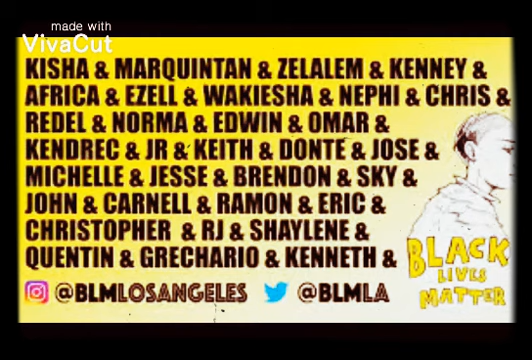 made with
VivaCut
KISHA & MARQUINTAN & ZELALEM & KENNEY &
AFRICA & EZELL & WAKIESHA & NEPHI & CHRIS &
REDEL & NORMA & EDWIN & OMAR &
KENDREC & JR & KEITH & DONTE & JOSE &
MICHELLE & JESSE & BRENDON & SKY &
JOHN & CARNELL & RAMON & ERIC &
CHRISTOPHER & RJ & SHAYLENE &
QUENTIN & GRECHARIO & KENNETH &
@BLMLOSANGELES @BLMLA
BLACK
LIVES
MATTER